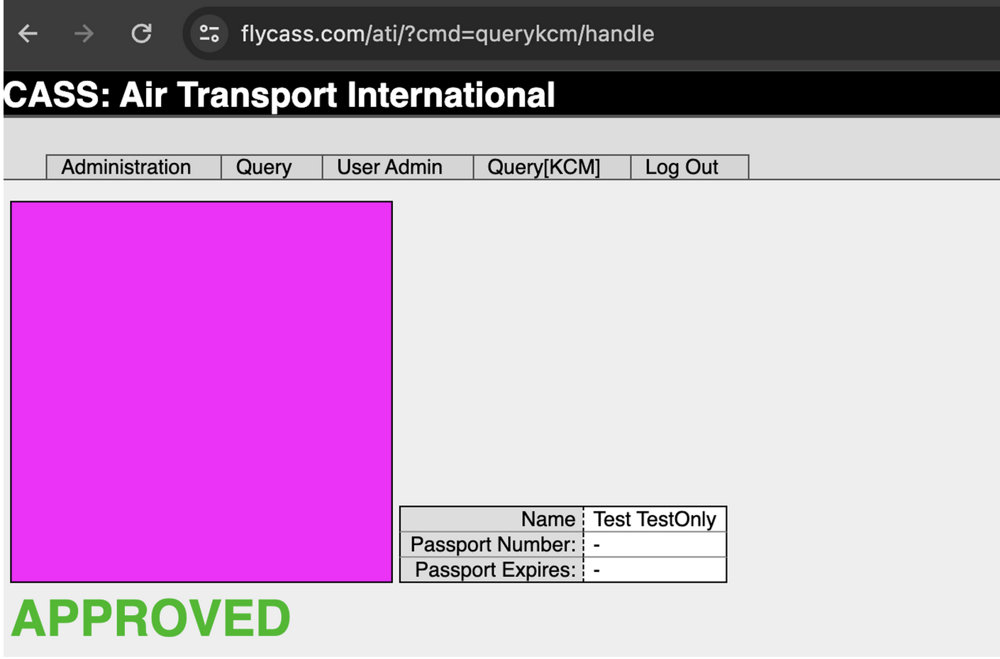 flycass.com/ati/?cmd=querykcm/handle
CASS: Air Transport International
Administration Query User Admin Query[KCM] Log Out
Name Test TestOnly
Passport Number: -
Passport Expires: -
APPROVED